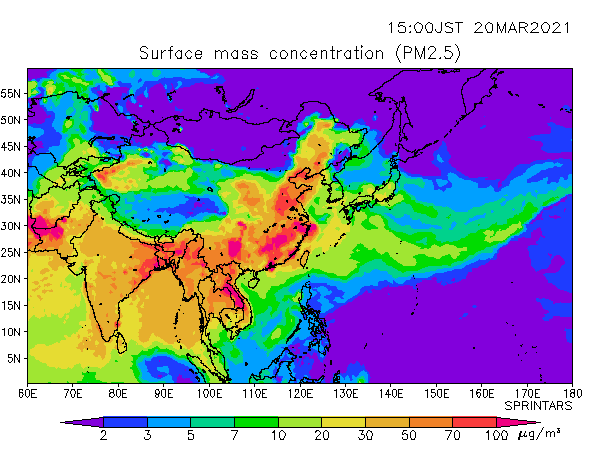 15:00JST 20MAR2021
Surface mass concentration (PM2.5)
55N
50N
45N
40N
35N
30N
25N
20N
15N
10N
5N
60E 70E 80E 90E 100E 110E 120E 130E 140E 150E 160E 170E 180
SPRINTARS
2 3 5 7 10 20 30 50 70 100 μg/m³